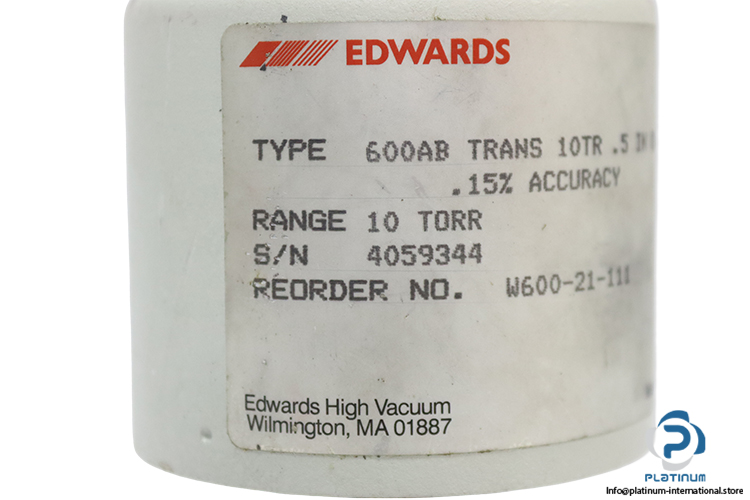 EDWARDS
TYPE 600AB TRANS 10TR .5 IN
.15% ACCURACY
RANGE 10 TORR
S/N 4059344
REORDER NO. W600-21-111
Edwards High Vacuum
Wilmington, MA 01887
PLATINUM
Info@platinum-international.store